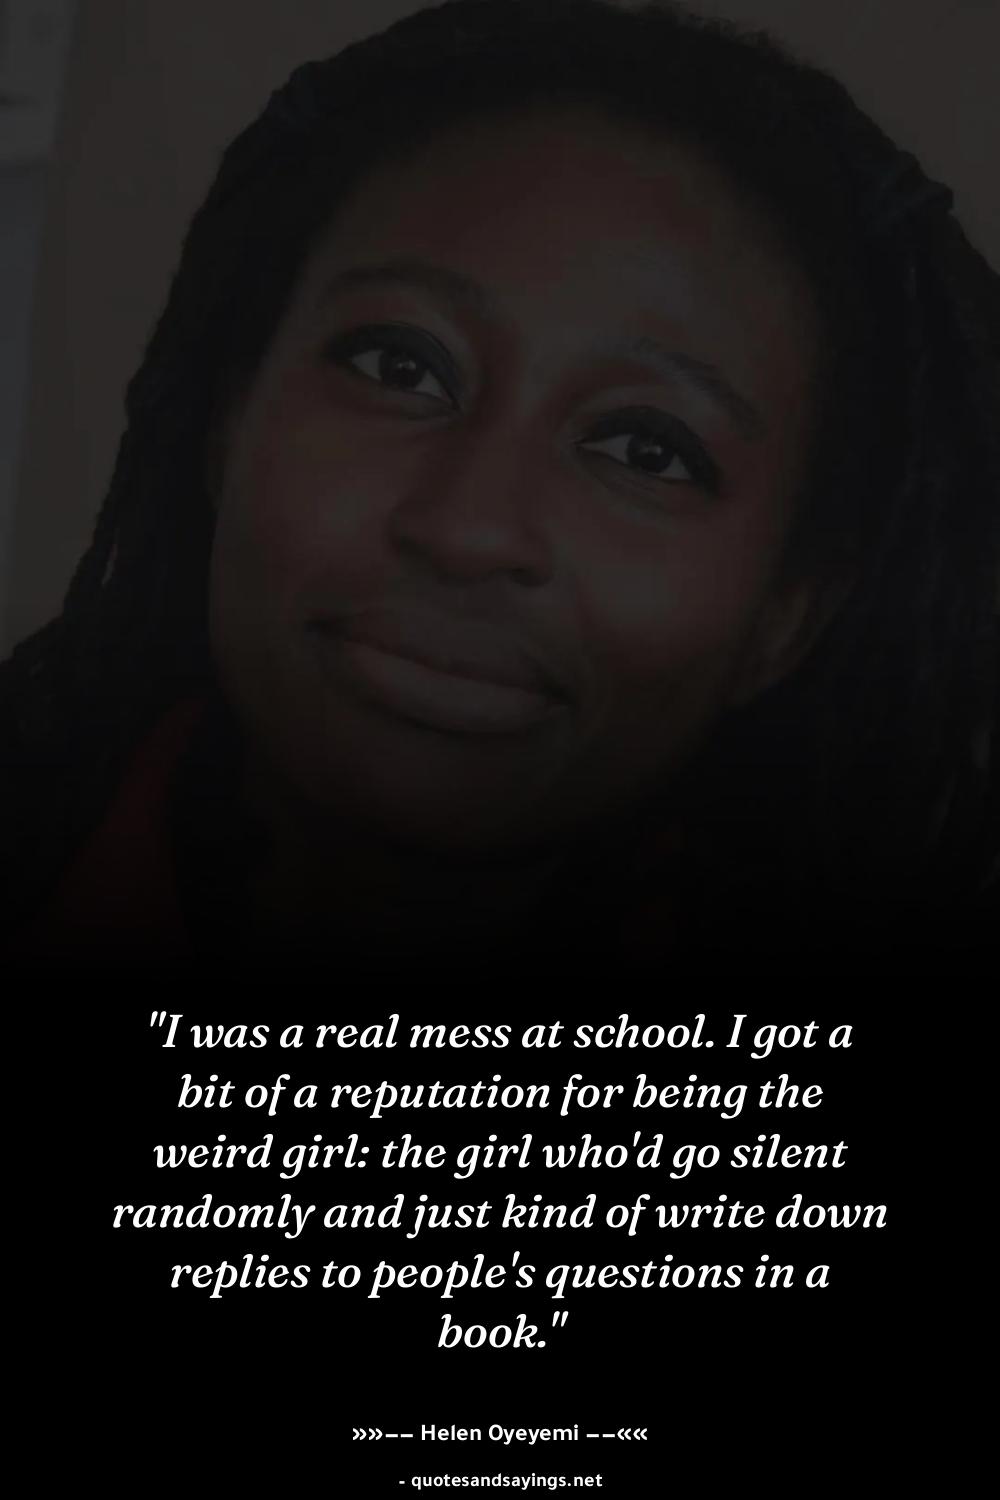 "I was a real mess at school. I got a
bit of a reputation for being the
weird girl: the girl who'd go silent
randomly and just kind of write down
replies to people's questions in a
book."
»»–– Helen Oyeyemi ––««
- quotesandsayings.net